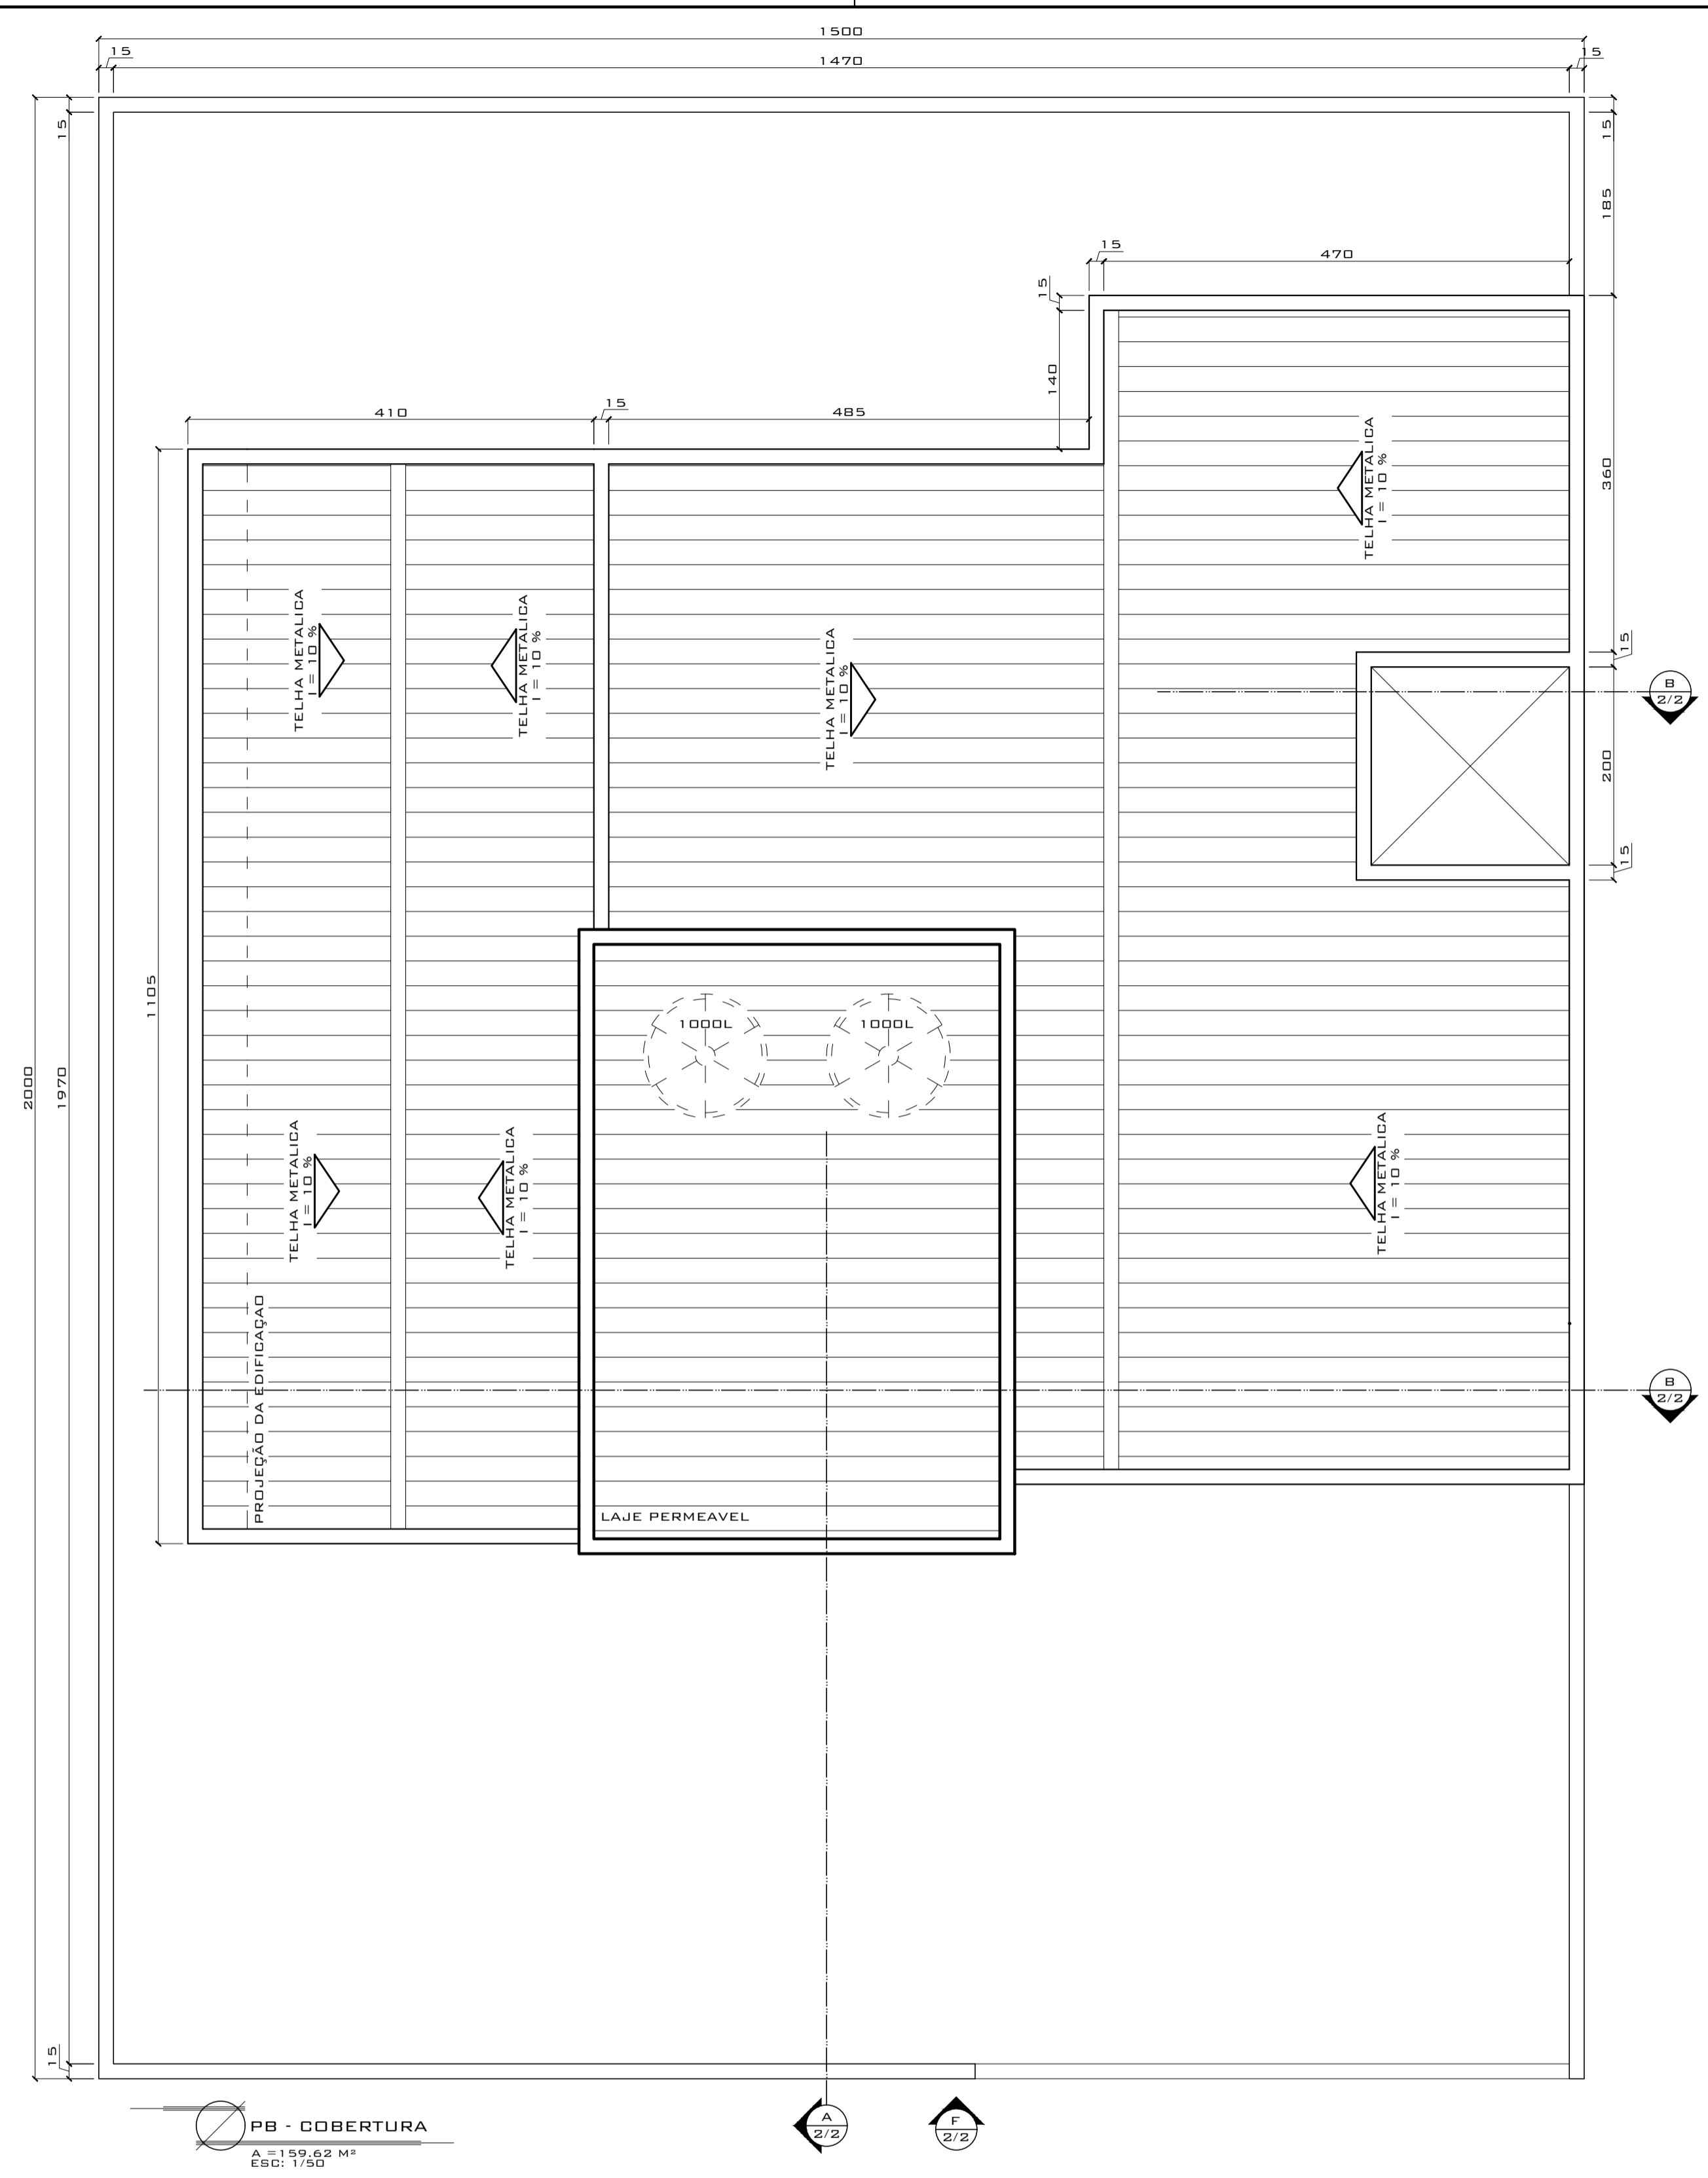 1500
15
1470
15
15
15
185
15
470
15
140
410
15
485
360
TELHA METALICA
I = 10 %
TELHA METALICA
I = 10 %
TELHA METALICA
I = 10 %
TELHA METALICA
I = 10 %
15
B
2/2
200
15
1105
2000
1970
1000L
1000L
TELHA METALICA
I = 10 %
TELHA METALICA
I = 10 %
TELHA METALICA
I = 10 %
PROJEÇÃO DA EDIFICAÇAO
B
2/2
LAJE PERMEAVEL
15
PB - COBERTURA
A =159.62 M²
ESC: 1/50
A
2/2
F
2/2